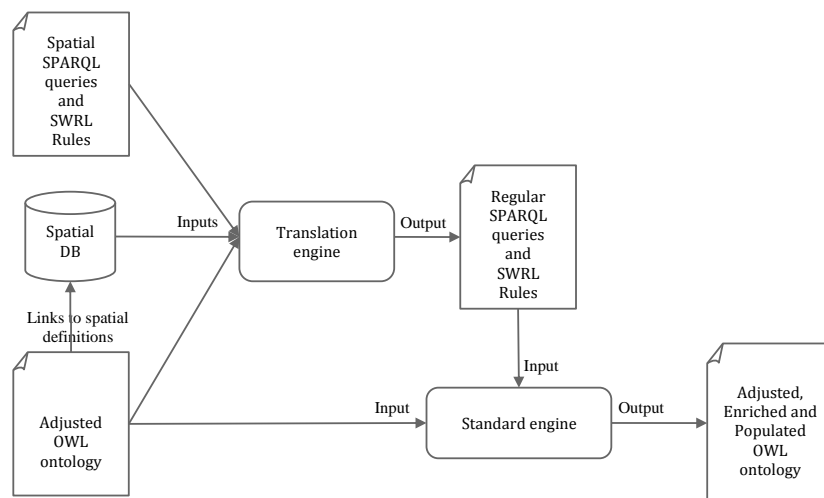 Spatial
SPARQL
queries
and
SWRL
Rules
Spatial
DB
Inputs
Translation
engine
Output
Regular
SPARQL
queries
and
SWRL
Rules
Links to spatial
definitions
Input
Adjusted
OWL
ontology
Input
Standard engine
Output
Adjusted,
Enriched and
Populated
OWL
ontology